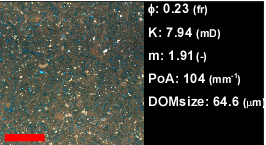 ϕ: 0.23 (fr)
K: 7.94 (mD)
m: 1.91 (-)
PoA: 104 (mm⁻¹)
DOMsize: 64.6 (μm)